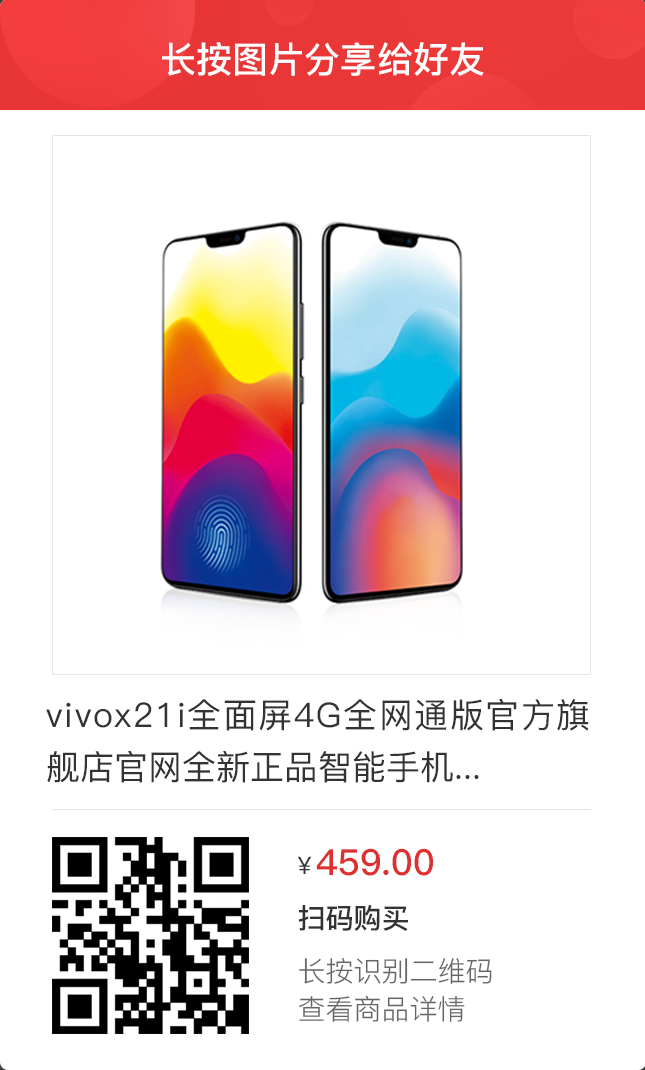 长按图片分享给好友
vivox21i全面屏4G全网通版官方旗
舰店官网全新正品智能手机...
¥459.00
扫码购买
长按识别二维码
查看商品详情